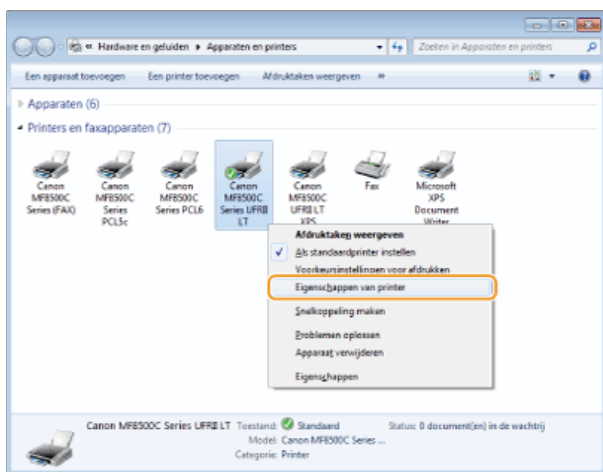 « Hardware en geluiden ▸ Apparaten en printers
Zoeken in Apparaten en printers
Een apparaat toevoegen Een printer toevoegen Afdruktaken weergeven »
Apparaten (6)
Printers en faxapparaten (7)
Canon MF8500C Series (FAX)
Canon MF8500C Series PCL5c
Canon MF8500C Series PCL6
Canon MF8500C Series UFRII LT
Canon MF8500C UFRII LT XPS
Fax
Microsoft XPS Document Writer
Afdruktaken weergeven
Als standaardprinter instellen
Voorkeursinstellingen voor afdrukken
Eigenschappen van printer
Snelkoppeling maken
Problemen oplossen
Apparaat verwijderen
Eigenschappen
Canon MF8500C Series UFRII LT Toestand: Standaard Status: 0 document(en) in de wachtrij
Model: Canon MF8500C Series ...
Categorie: Printer